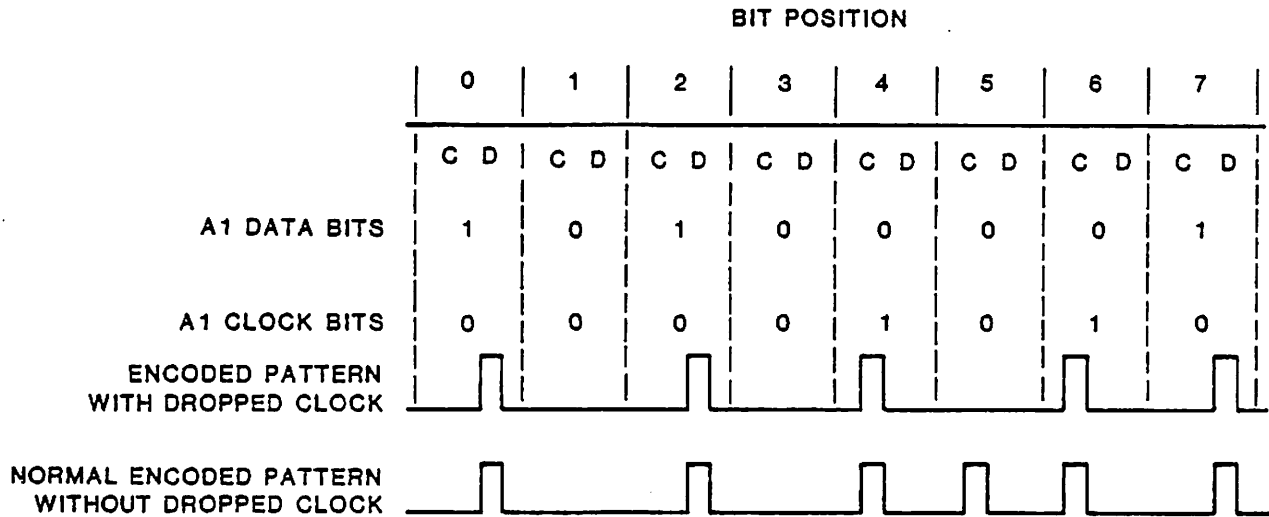 BIT POSITION
0 1 2 3 4 5 6 7
C D C D C D C D C D C D C D C D
A1 DATA BITS 1 0 1 0 0 0 0 1
A1 CLOCK BITS 0 0 0 0 1 0 1 0
ENCODED PATTERN
WITH DROPPED CLOCK
NORMAL ENCODED PATTERN
WITHOUT DROPPED CLOCK